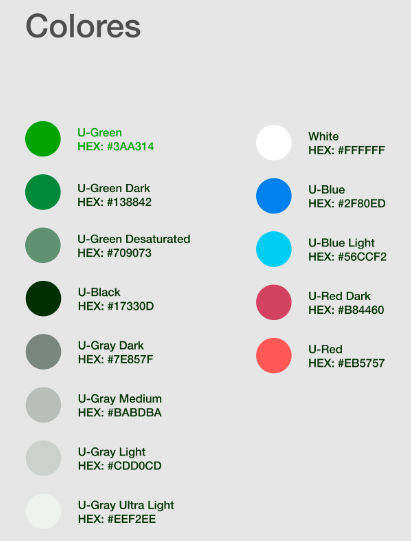 Colores
U-Green
HEX: #3AA314
U-Green Dark
HEX: #138842
U-Green Desaturated
HEX: #709073
U-Black
HEX: #17330D
U-Gray Dark
HEX: #7E857F
U-Gray Medium
HEX: #BABDBA
U-Gray Light
HEX: #CDD0CD
U-Gray Ultra Light
HEX: #EEF2EE
White
HEX: #FFFFFF
U-Blue
HEX: #2F80ED
U-Blue Light
HEX: #56CCF2
U-Red Dark
HEX: #B84460
U-Red
HEX: #EB5757